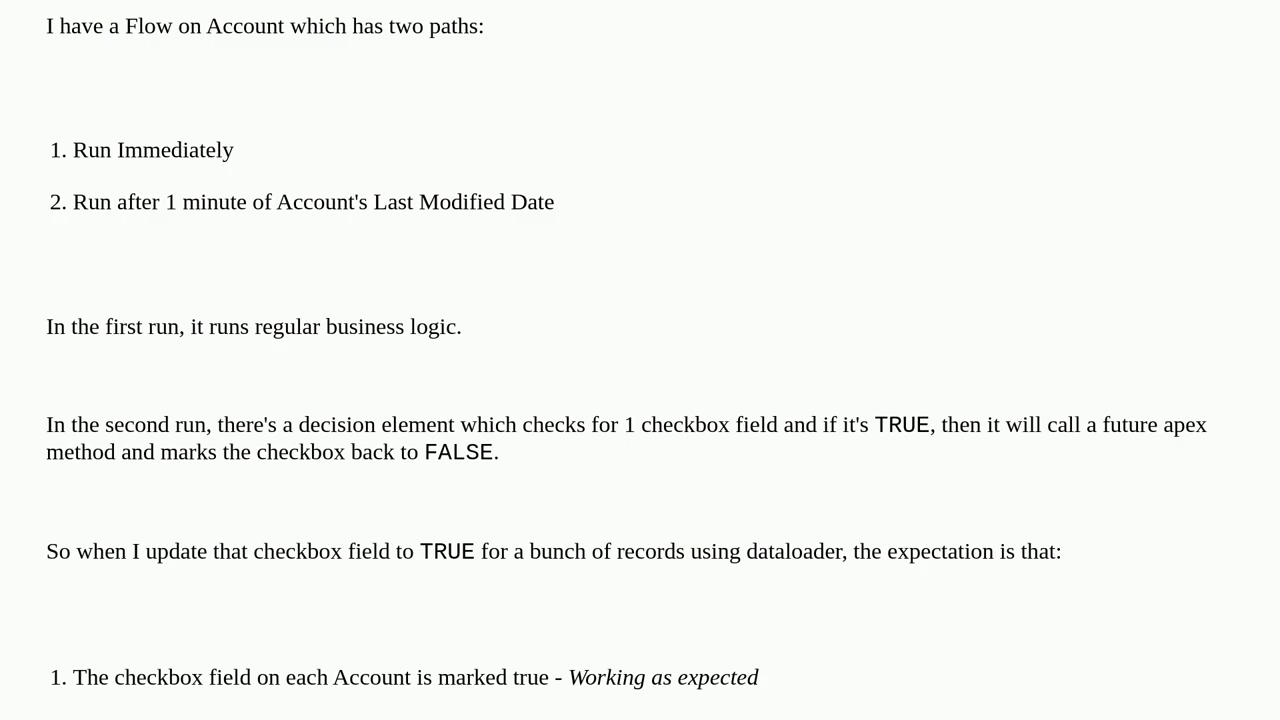 I have a Flow on Account which has two paths:
1. Run Immediately
2. Run after 1 minute of Account's Last Modified Date
In the first run, it runs regular business logic.
In the second run, there's a decision element which checks for 1 checkbox field and if it's TRUE, then it will call a future apex
method and marks the checkbox back to FALSE.
So when I update that checkbox field to TRUE for a bunch of records using dataloader, the expectation is that:
1. The checkbox field on each Account is marked true - Working as expected